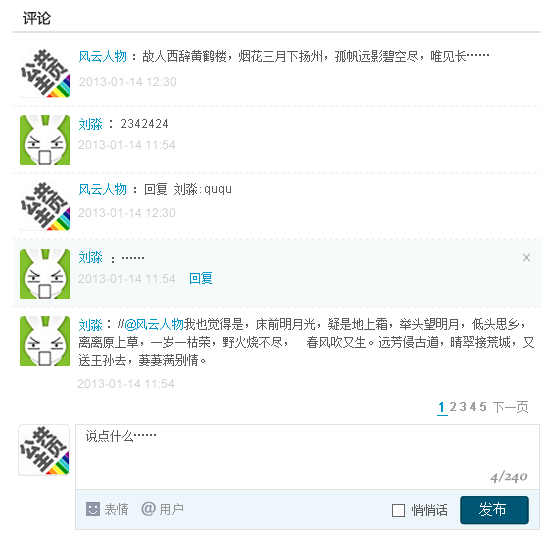 评论
风云人物 : 故人西辞黄鹤楼，烟花三月下扬州，孤帆远影碧空尽，唯见长……
2013-01-14 12:30
刘淼 : 2342424
2013-01-14 11:54
风云人物 : 回复 刘淼: ququ
2013-01-14 12:30
刘淼 : ……
×
2013-01-14 11:54 回复
刘淼 : //@风云人物我也觉得是，床前明月光，疑是地上霜，举头望明月，低头思乡，
离离原上草，一岁一枯荣，野火烧不尽， 春风吹又生。远芳侵古道，晴翠接荒城，又
送王孙去，萋萋满别情。
2013-01-14 11:54
1 2 3 4 5 下一页
说点什么……
4/240
表情 @ 用户 悄悄话 发布